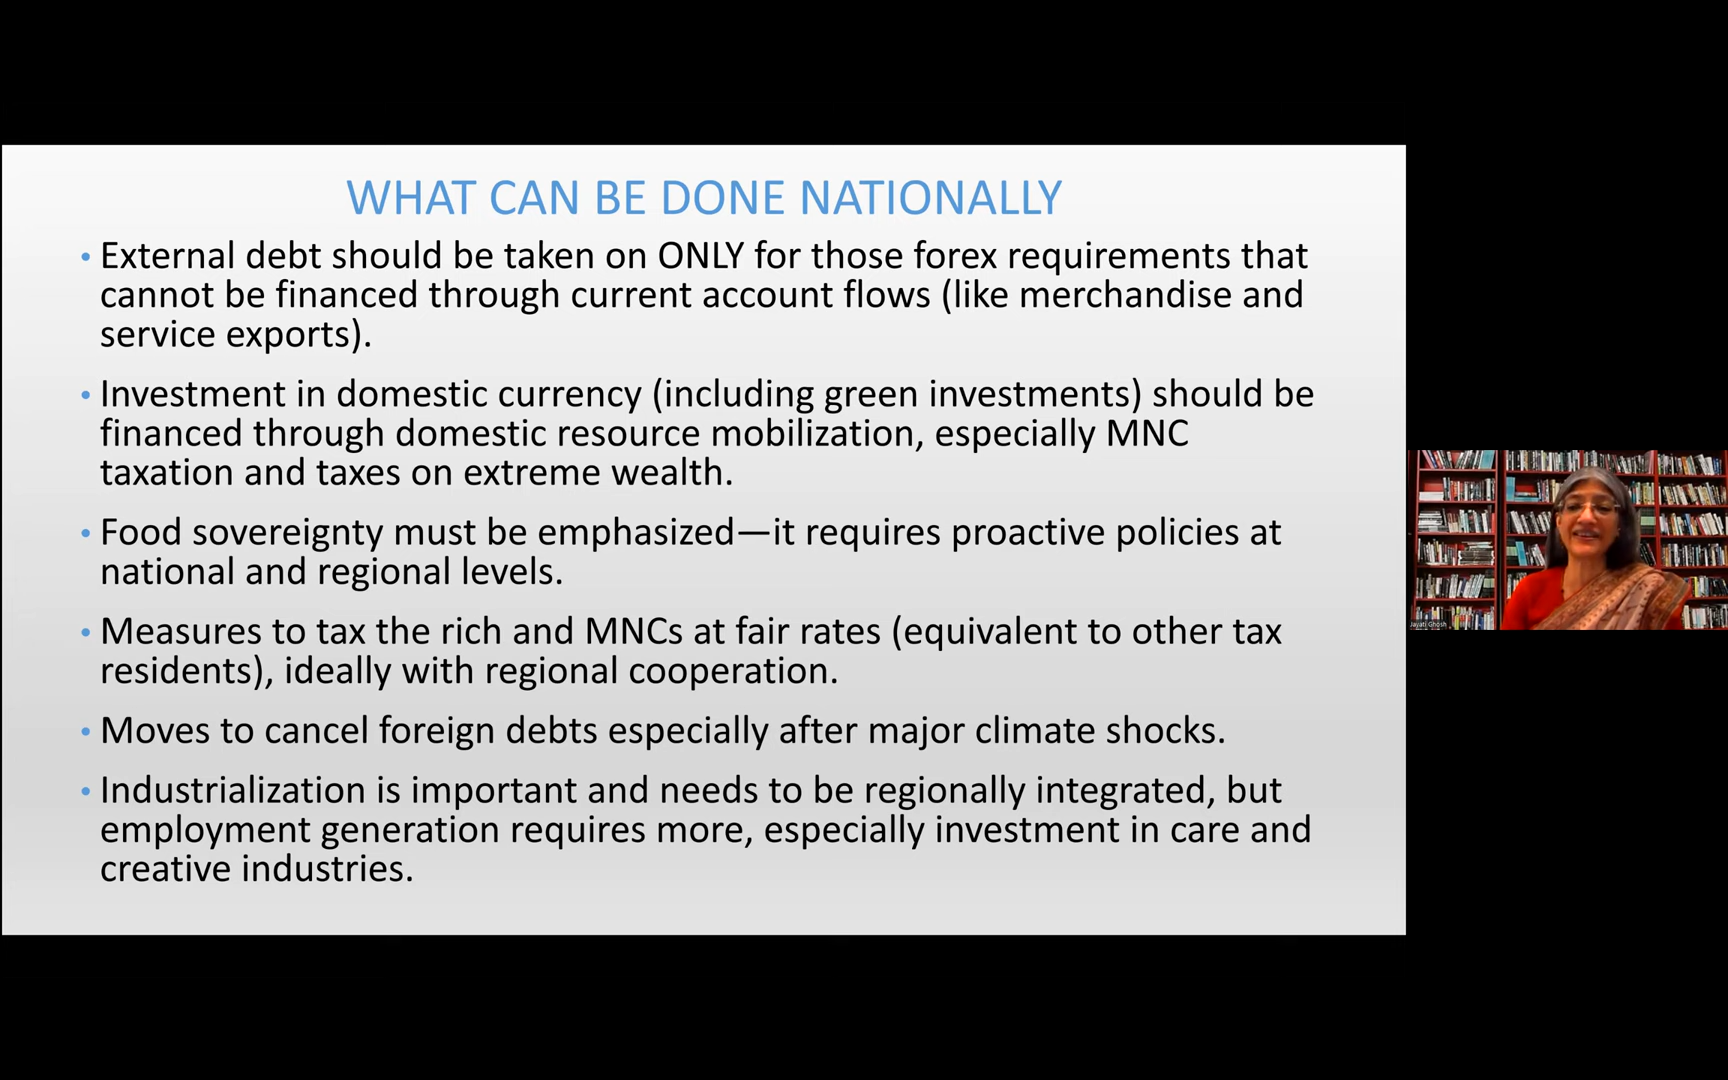 WHAT CAN BE DONE NATIONALLY
• External debt should be taken on ONLY for those forex requirements that
cannot be financed through current account flows (like merchandise and
service exports).
• Investment in domestic currency (including green investments) should be
financed through domestic resource mobilization, especially MNC
taxation and taxes on extreme wealth.
• Food sovereignty must be emphasized—it requires proactive policies at
national and regional levels.
• Measures to tax the rich and MNCs at fair rates (equivalent to other tax
residents), ideally with regional cooperation.
• Moves to cancel foreign debts especially after major climate shocks.
• Industrialization is important and needs to be regionally integrated, but
employment generation requires more, especially investment in care and
creative industries.
Jayati Ghosh